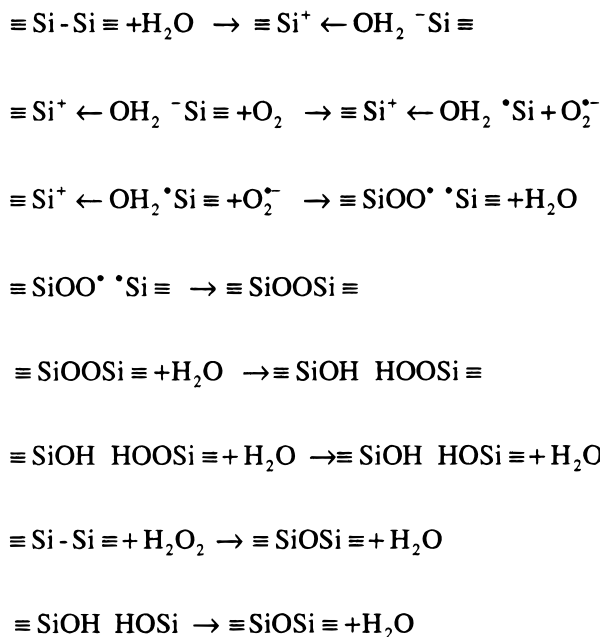 ≡ Si - Si ≡ +H₂O → ≡ Si⁺ ← OH₂ ⁻Si ≡
≡ Si⁺ ← OH₂ ⁻Si ≡ +O₂ → ≡ Si⁺ ← OH₂ •Si + O₂•⁻
≡ Si⁺ ← OH₂ •Si ≡ +O₂•⁻ → ≡ SiOO• •Si ≡ +H₂O
≡ SiOO• •Si ≡ → ≡ SiOOSi ≡
≡ SiOOSi ≡ +H₂O → ≡ SiOH HOOSi ≡
≡ SiOH HOOSi ≡ + H₂O → ≡ SiOH HOSi ≡ + H₂O
≡ Si - Si ≡ + H₂O₂ → ≡ SiOSi ≡ + H₂O
≡ SiOH HOSi → ≡ SiOSi ≡ +H₂O